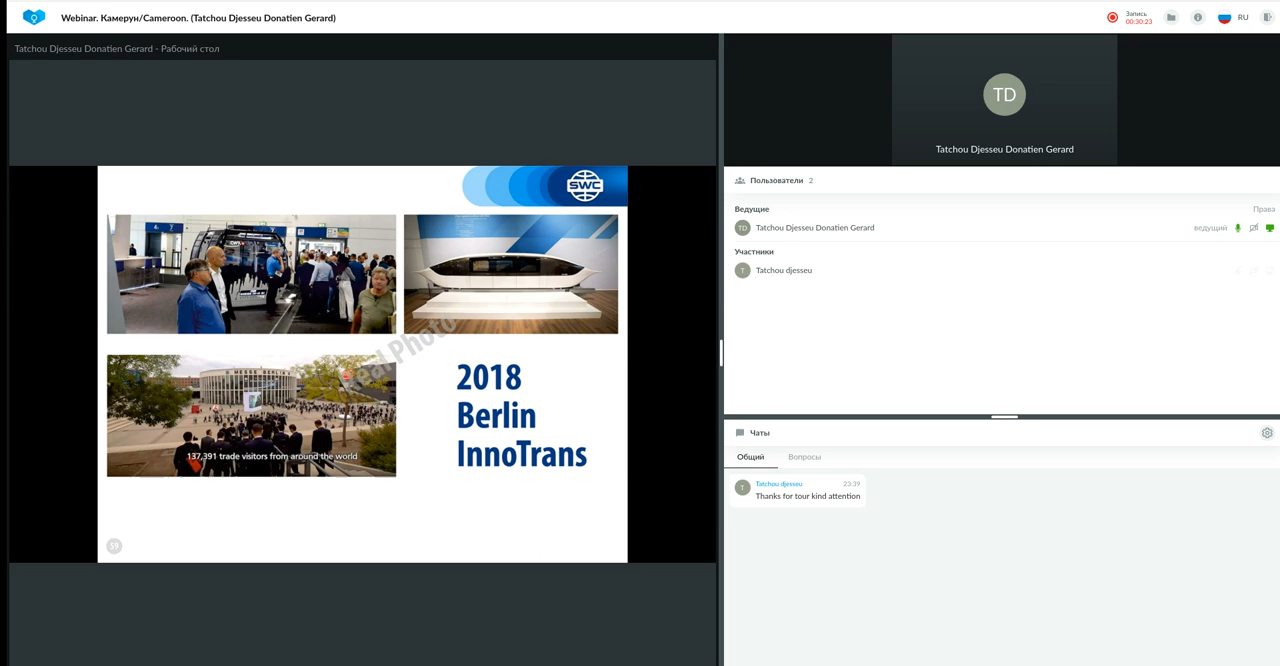 Webinar. Камерун/Cameroon. (Tatchou Djesseu Donatien Gerard)
Запись
00:30:23
RU
Tatchou Djesseu Donatien Gerard - Рабочий стол
SWC
Real Photo
137,391 trade visitors from around the world
2018
Berlin
InnoTrans
59
TD
Tatchou Djesseu Donatien Gerard
Пользователи 2
Ведущие Права
TD Tatchou Djesseu Donatien Gerard ведущий
Участники
T Tatchou djesseu
Чаты
Общий Вопросы
T Tatchou djesseu 23:39
Thanks for tour kind attention